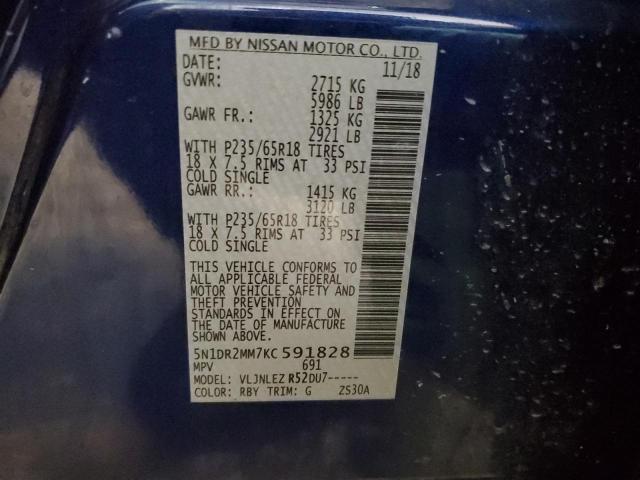 MFD BY NISSAN MOTOR CO., LTD.
DATE: 11/18
GVWR: 2715 KG
5986 LB
GAWR FR.: 1325 KG
2921 LB
WITH P235/65R18 TIRES
18 X 7.5 RIMS AT 33 PSI
COLD SINGLE
GAWR RR.: 1415 KG
3120 LB
WITH P235/65R18 TIRES
18 X 7.5 RIMS AT 33 PSI
COLD SINGLE
THIS VEHICLE CONFORMS TO
ALL APPLICABLE FEDERAL
MOTOR VEHICLE SAFETY AND
THEFT PREVENTION
STANDARDS IN EFFECT ON
THE DATE OF MANUFACTURE
SHOWN ABOVE.
5N1DR2MM7KC591828
MPV 691
MODEL: VLJNLEZ R52DU7-----
COLOR: RBY TRIM: G ZS30A